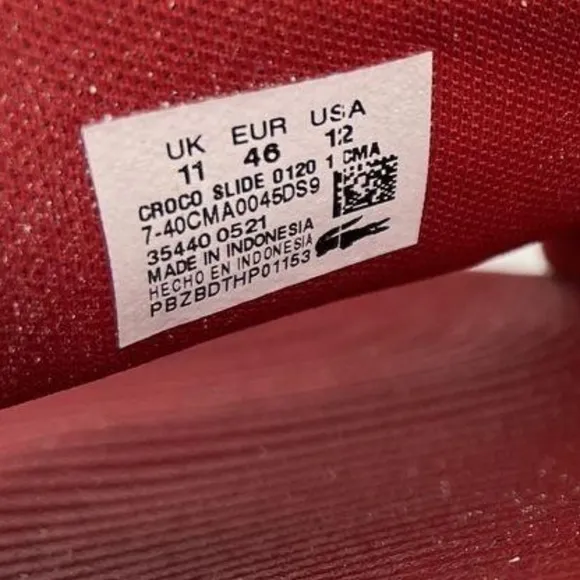 UK EUR USA
11 46 12
CROCO SLIDE 0120 1 CMA
7-40CMA0045DS9
35440 0521
MADE IN INDONESIA
HECHO EN INDONESIA
PBZBDTHP01153